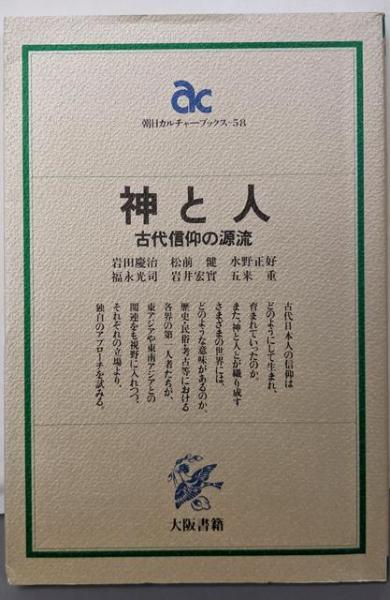 ac
朝日カルチャーブックス-58
神と人
古代信仰の源流
岩田慶治 松前 健 水野正好
福永光司 岩井宏實 五来 重
古代日本人の信仰は
どのようにして生まれ、
育まれていったのか。
また、神と人とが織り成す
さまざまの世界には、
どのような意味があるのか。
歴史・民俗・考古等における
各界の第一人者たちが、
東アジアや東南アジアとの
関連をも視野に入れつつ、
それぞれの立場より、
独自のアプローチを試みる。
大阪書籍